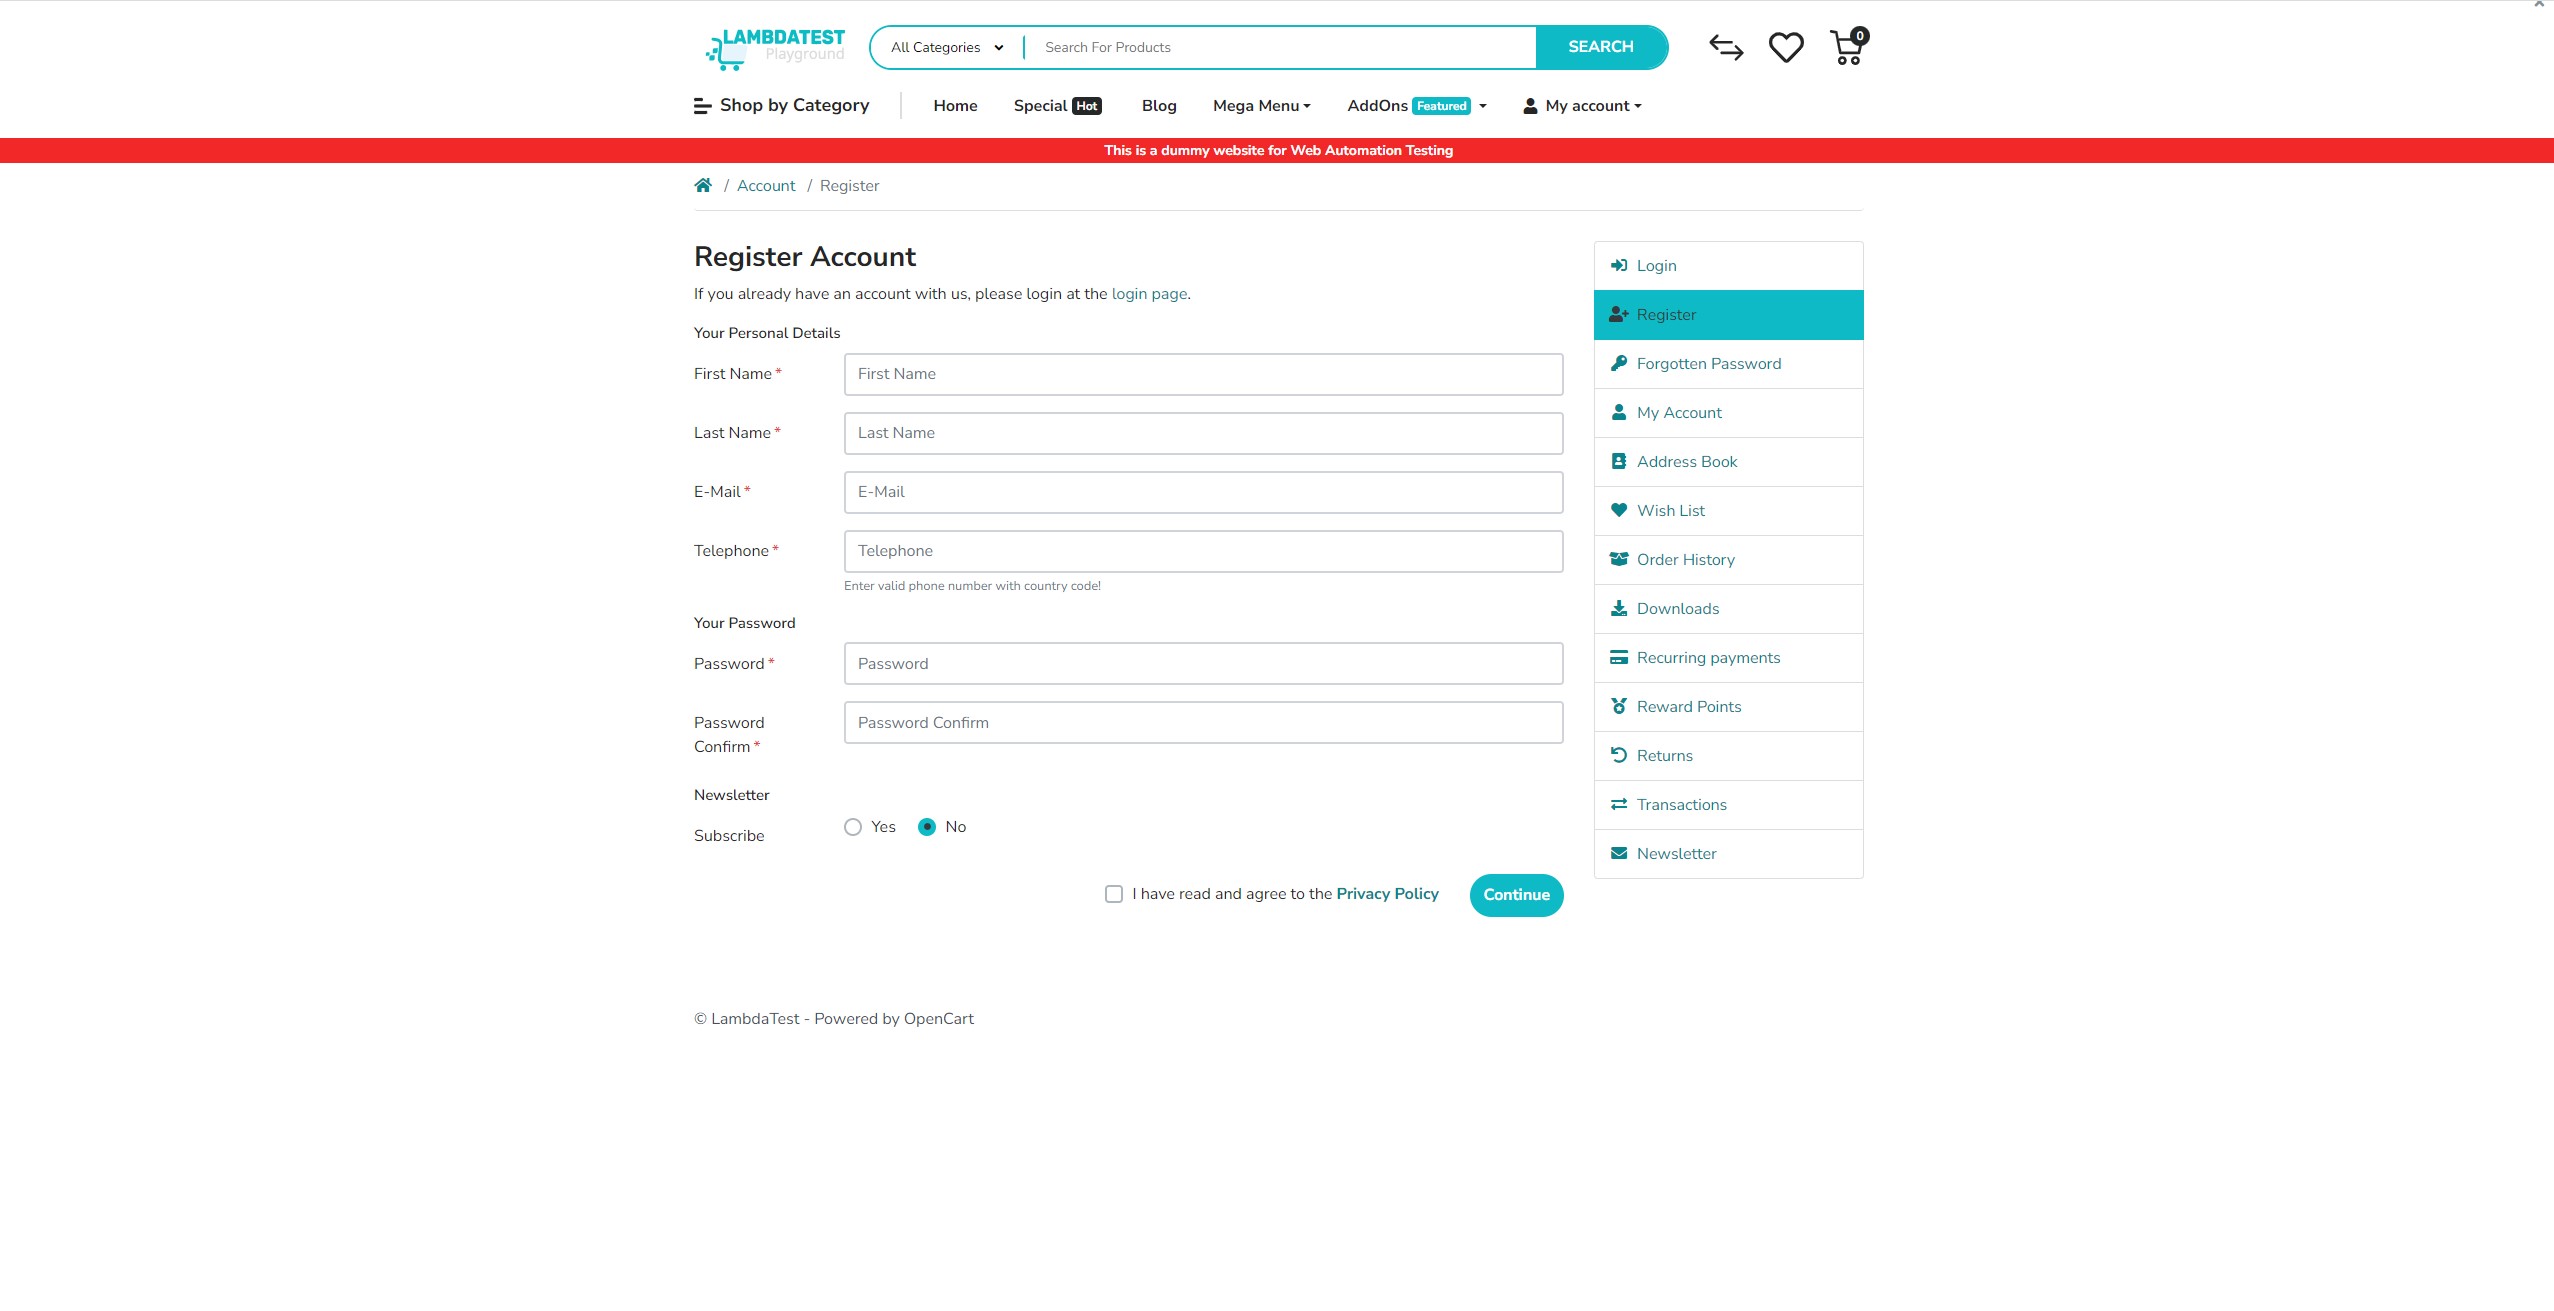 LAMBDATEST
Playground
All Categories
Search For Products
SEARCH
0
Shop by Category
Home
Special Hot
Blog
Mega Menu
AddOns Featured
My account
This is a dummy website for Web Automation Testing
/ Account / Register
Register Account
If you already have an account with us, please login at the login page.
Your Personal Details
First Name *
First Name
Last Name *
Last Name
E-Mail *
E-Mail
Telephone *
Telephone
Enter valid phone number with country code!
Your Password
Password *
Password
Password
Confirm *
Password Confirm
Newsletter
Subscribe
Yes
No
I have read and agree to the Privacy Policy
Continue
Login
Register
Forgotten Password
My Account
Address Book
Wish List
Order History
Downloads
Recurring payments
Reward Points
Returns
Transactions
Newsletter
© LambdaTest - Powered by OpenCart